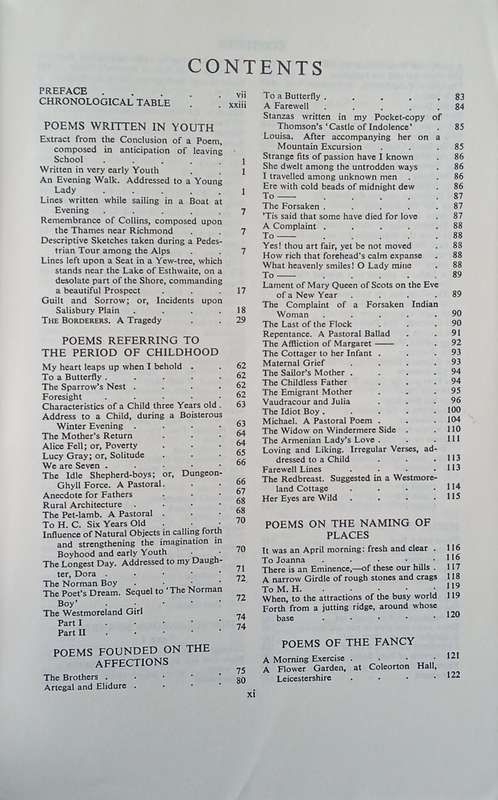 CONTENTS
PREFACE . . . . . vii
CHRONOLOGICAL TABLE . . xxiii
POEMS WRITTEN IN YOUTH
Extract from the Conclusion of a Poem,
composed in anticipation of leaving
School . . . . . 1
Written in very early Youth . . . 1
An Evening Walk. Addressed to a Young
Lady . . . . . 1
Lines written while sailing in a Boat at
Evening . . . . . 7
Remembrance of Collins, composed upon
the Thames near Richmond . . 7
Descriptive Sketches taken during a Pedes-
trian Tour among the Alps . . 7
Lines left upon a Seat in a Yew-tree, which
stands near the Lake of Esthwaite, on a
desolate part of the Shore, commanding
a beautiful Prospect . . . 17
Guilt and Sorrow; or, Incidents upon
Salisbury Plain . . . . 18
THE BORDERERS. A Tragedy . . 29
POEMS REFERRING TO
THE PERIOD OF CHILDHOOD
My heart leaps up when I behold . . 62
To a Butterfly . . . . . 62
The Sparrow's Nest . . . . 62
Foresight . . . . . 62
Characteristics of a Child three Years old . 63
Address to a Child, during a Boisterous
Winter Evening . . . . 63
The Mother's Return . . . 64
Alice Fell; or, Poverty . . . 64
Lucy Gray; or, Solitude . . . 65
We are Seven . . . . . 66
The Idle Shepherd-boys; or, Dungeon-
Ghyll Force. A Pastoral . . . 66
Anecdote for Fathers . . . 67
Rural Architecture . . . . 68
The Pet-lamb. A Pastoral . . . 68
To H. C. Six Years Old . . . 70
Influence of Natural Objects in calling forth
and strengthening the imagination in
Boyhood and early Youth . . 70
The Longest Day. Addressed to my Daugh-
ter, Dora . . . . . 71
The Norman Boy . . . . 72
The Poet's Dream. Sequel to 'The Norman
Boy' . . . . . 72
The Westmoreland Girl
Part I . . . . . 74
Part II . . . . . 74
POEMS FOUNDED ON THE
AFFECTIONS
The Brothers . . . . . 75
Artegal and Elidure . . . . 80
To a Butterfly . . . . . 83
A Farewell . . . . . 84
Stanzas written in my Pocket-copy of
Thomson's 'Castle of Indolence' . 85
Louisa. After accompanying her on a
Mountain Excursion . . . 85
Strange fits of passion have I known . 86
She dwelt among the untrodden ways . 86
I travelled among unknown men . . 86
Ere with cold beads of midnight dew . 86
To —— . . . . . 87
The Forsaken . . . . . 87
'Tis said that some have died for love . 87
A Complaint . . . . . 88
To —— . . . . . 88
Yes! thou art fair, yet be not moved . 88
How rich that forehead's calm expanse . 88
What heavenly smiles! O Lady mine . 88
To —— . . . . . 89
Lament of Mary Queen of Scots on the Eve
of a New Year . . . . 89
The Complaint of a Forsaken Indian
Woman . . . . . 90
The Last of the Flock . . . 90
Repentance. A Pastoral Ballad . . 91
The Affliction of Margaret —— . . 92
The Cottager to her Infant . . . 93
Maternal Grief . . . . 93
The Sailor's Mother . . . . 94
The Childless Father . . . 94
The Emigrant Mother . . . 95
Vaudracour and Julia . . . 96
The Idiot Boy . . . . . 100
Michael. A Pastoral Poem . . . 104
The Widow on Windermere Side . . 110
The Armenian Lady's Love . . . 111
Loving and Liking. Irregular Verses, ad-
dressed to a Child . . . 113
Farewell Lines . . . . 113
The Redbreast. Suggested in a Westmore-
land Cottage . . . . 114
Her Eyes are Wild . . . . 115
POEMS ON THE NAMING OF
PLACES
It was an April morning: fresh and clear . 116
To Joanna . . . . . 116
There is an Eminence,—of these our hills . 117
A narrow Girdle of rough stones and crags 118
To M. H. . . . . . 119
When, to the attractions of the busy world 119
Forth from a jutting ridge, around whose
base . . . . . 120
POEMS OF THE FANCY
A Morning Exercise . . . . 121
A Flower Garden, at Coleorton Hall,
Leicestershire . . . . 122
xi